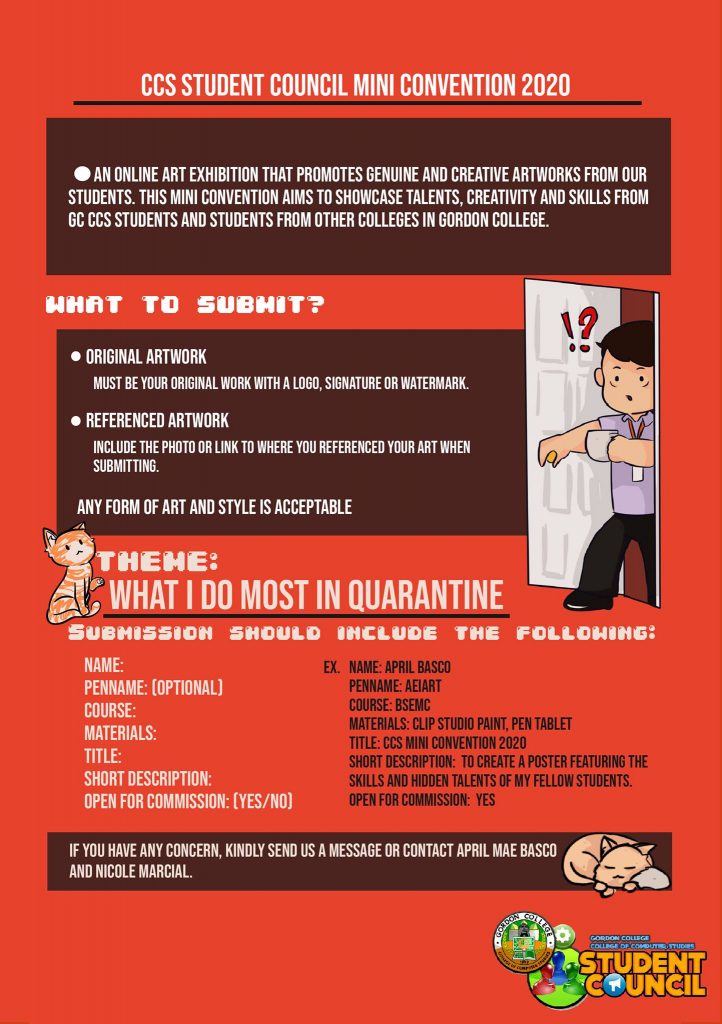 CCS STUDENT COUNCIL MINI CONVENTION 2020
● AN ONLINE ART EXHIBITION THAT PROMOTES GENUINE AND CREATIVE ARTWORKS FROM OUR
STUDENTS. THIS MINI CONVENTION AIMS TO SHOWCASE TALENTS, CREATIVITY AND SKILLS FROM
GC CCS STUDENTS AND STUDENTS FROM OTHER COLLEGES IN GORDON COLLEGE.
WHAT TO SUBMIT?
!?
● ORIGINAL ARTWORK
MUST BE YOUR ORIGINAL WORK WITH A LOGO, SIGNATURE OR WATERMARK.
● REFERENCED ARTWORK
INCLUDE THE PHOTO OR LINK TO WHERE YOU REFERENCED YOUR ART WHEN
SUBMITTING.
ANY FORM OF ART AND STYLE IS ACCEPTABLE
THEME:
WHAT I DO MOST IN QUARANTINE
SUBMISSION SHOULD INCLUDE THE FOLLOWING:
NAME:
PENNAME: (OPTIONAL)
COURSE:
MATERIALS:
TITLE:
SHORT DESCRIPTION:
OPEN FOR COMMISSION: (YES/NO)
EX. NAME: APRIL BASCO
PENNAME: AEIART
COURSE: BSEMC
MATERIALS: CLIP STUDIO PAINT, PEN TABLET
TITLE: CCS MINI CONVENTION 2020
SHORT DESCRIPTION: TO CREATE A POSTER FEATURING THE
SKILLS AND HIDDEN TALENTS OF MY FELLOW STUDENTS.
OPEN FOR COMMISSION: YES
IF YOU HAVE ANY CONCERN, KINDLY SEND US A MESSAGE OR CONTACT APRIL MAE BASCO
AND NICOLE MARCIAL.
GORDON COLLEGE
GORDON COLLEGE
COLLEGE OF COMPUTER STUDIES
STUDENT
COUNCIL